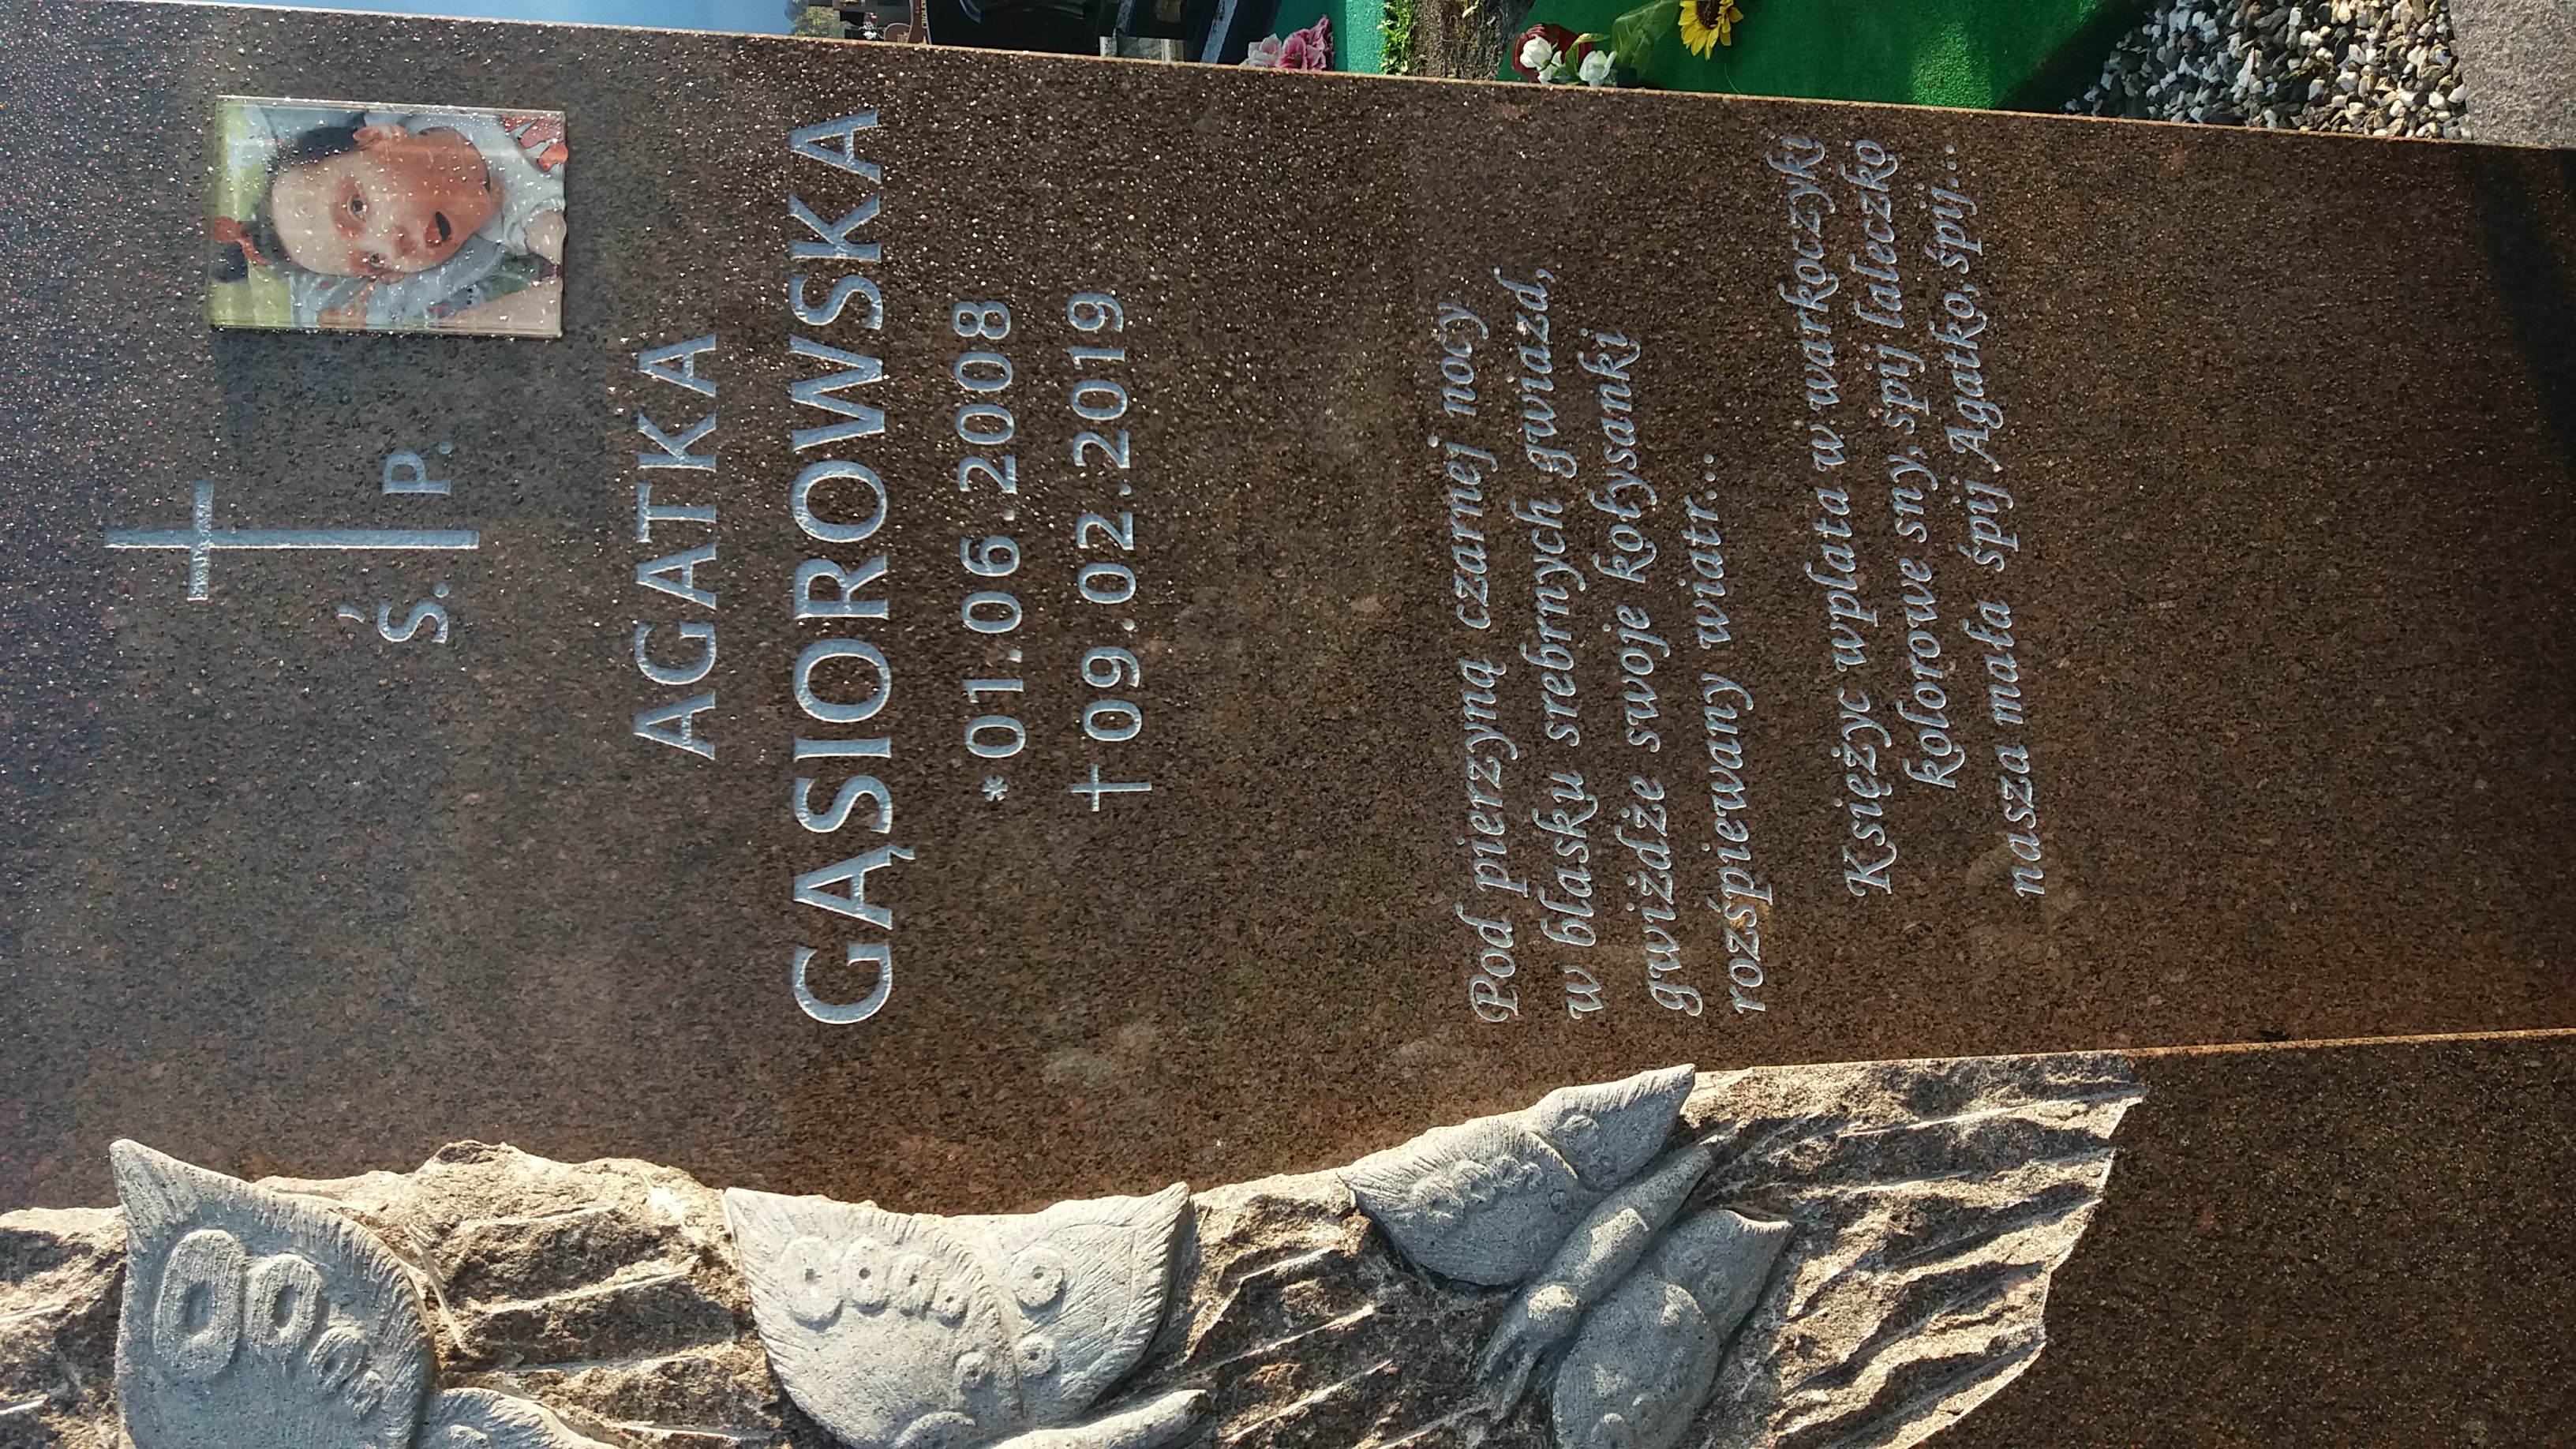 Ś. P.
AGATKA
GĄSIOROWSKA
* 01.06.2008
† 09.02.2019
Pod pierzyną czarnej nocy
w blasku srebrnych gwiazd,
gwiżdże swoje kołysanki
rozśpiewany wiatr...
Księżyc wplata w warkoczyki
kolorowe sny, śpij laleczko
nasza mała śpij Agatko, śpij...